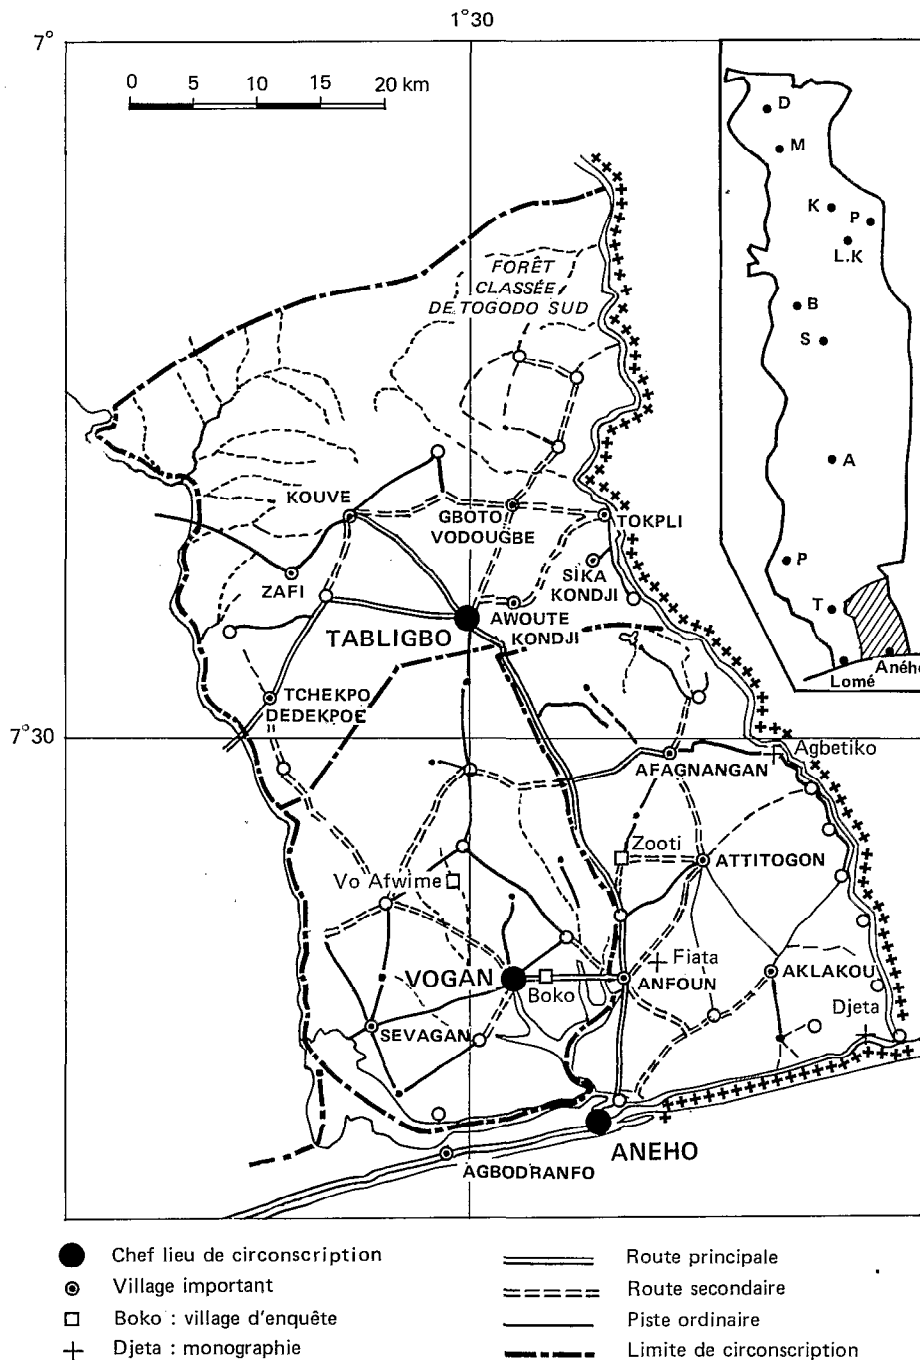 1°30
7°
0 5 10 15 20 km
D
M
K
P
L.K
B
S
A
P
T
Lomé
Aného
FORÊT
CLASSÉE
DE TOGODO SUD
KOUVE
GBOTO
VODOUGBE
TOKPLI
ZAFI
SIKA
KONDJI
AWOUTE
KONDJI
TABLIGBO
TCHEKPO
DEDEKPOE
7°30
Agbetiko
AFAGNANGAN
Zooti
ATTITOGON
Vo Afwime
VOGAN
Boko
Fiata
ANFOUN
AKLAKOU
Djeta
SEVAGAN
ANEHO
AGBODRANFO
Chef lieu de circonscription
Village important
Boko : village d'enquête
Djeta : monographie
Route principale
Route secondaire
Piste ordinaire
Limite de circonscription